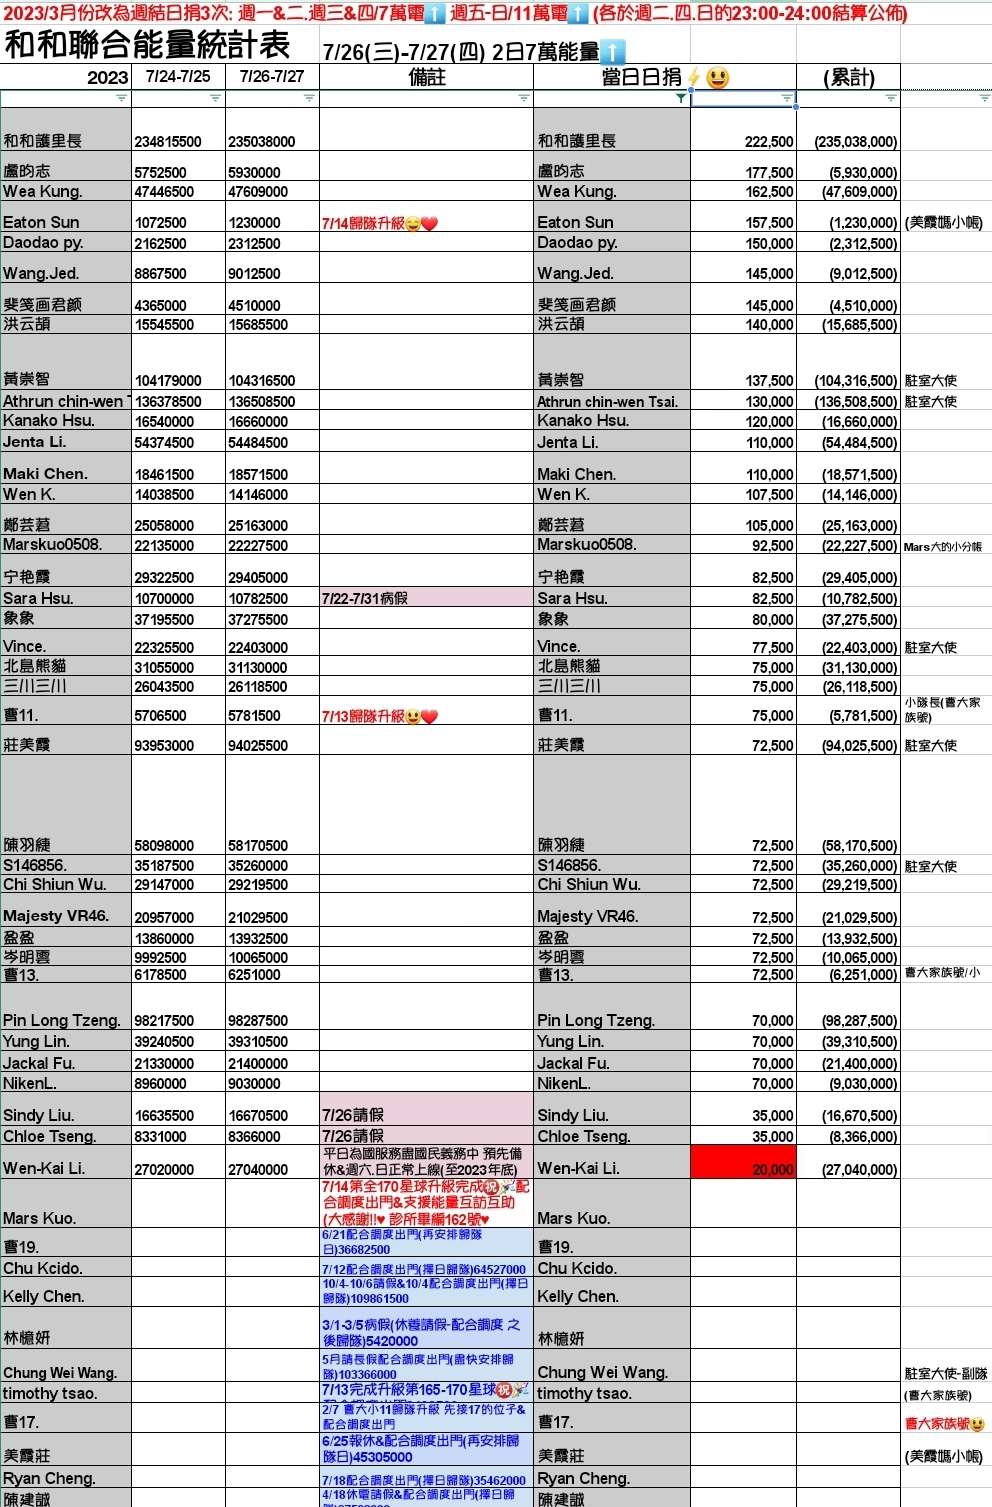 2023/3月份改為週結日捐3次: 週一&二.週三&四/7萬電⬆️ 週五-日/11萬電⬆️ (各於週二.四.日的23:00-24:00結算公佈)
和和聯合能量統計表 7/26(三)-7/27(四) 2日7萬能量⬆️
2023 7/24-7/25 7/26-7/27 備註 當日日捐⚡😃 (累計)
和和護里長 234815500 235038000 和和護里長 222,500 (235,038,000)
盧昀志 5752500 5930000 盧昀志 177,500 (5,930,000)
Wea Kung. 47446500 47609000 Wea Kung. 162,500 (47,609,000)
Eaton Sun 1072500 1230000 7/14歸隊升級😄❤️ Eaton Sun 157,500 (1,230,000) (美霞媽小帳)
Daodao py. 2162500 2312500 Daodao py. 150,000 (2,312,500)
Wang.Jed. 8867500 9012500 Wang.Jed. 145,000 (9,012,500)
斐笺画君颜 4365000 4510000 斐笺画君颜 145,000 (4,510,000)
洪云頡 15545500 15685500 洪云頡 140,000 (15,685,500)
黃崇智 104179000 104316500 黃崇智 137,500 (104,316,500) 駐室大使
Athrun chin-wen T 136378500 136508500 Athrun chin-wen Tsai. 130,000 (136,508,500) 駐室大使
Kanako Hsu. 16540000 16660000 Kanako Hsu. 120,000 (16,660,000)
Jenta Li. 54374500 54484500 Jenta Li. 110,000 (54,484,500)
Maki Chen. 18461500 18571500 Maki Chen. 110,000 (18,571,500)
Wen K. 14038500 14146000 Wen K. 107,500 (14,146,000)
鄭芸莙 25058000 25163000 鄭芸莙 105,000 (25,163,000)
Marskuo0508. 22135000 22227500 Marskuo0508. 92,500 (22,227,500) Mars大的小分帳
宁艳霞 29322500 29405000 宁艳霞 82,500 (29,405,000)
Sara Hsu. 10700000 10782500 7/22-7/31病假 Sara Hsu. 82,500 (10,782,500)
象象 37195500 37275500 象象 80,000 (37,275,500)
Vince. 22325500 22403000 Vince. 77,500 (22,403,000) 駐室大使
北島熊貓 31055000 31130000 北島熊貓 75,000 (31,130,000)
三川三川 26043500 26118500 三川三川 75,000 (26,118,500)
曹11. 5706500 5781500 7/13歸隊升級😃❤️ 曹11. 75,000 (5,781,500) 小隊長(曹大家族號)
莊美霞 93953000 94025500 莊美霞 72,500 (94,025,500) 駐室大使
陳羽緁 58098000 58170500 陳羽緁 72,500 (58,170,500)
S146856. 35187500 35260000 S146856. 72,500 (35,260,000) 駐室大使
Chi Shiun Wu. 29147000 29219500 Chi Shiun Wu. 72,500 (29,219,500)
Majesty VR46. 20957000 21029500 Majesty VR46. 72,500 (21,029,500)
盈盈 13860000 13932500 盈盈 72,500 (13,932,500)
岑明雲 9992500 10065000 岑明雲 72,500 (10,065,000)
曹13. 6178500 6251000 曹13. 72,500 (6,251,000) 曹大家族號/小
Pin Long Tzeng. 98217500 98287500 Pin Long Tzeng. 70,000 (98,287,500)
Yung Lin. 39240500 39310500 Yung Lin. 70,000 (39,310,500)
Jackal Fu. 21330000 21400000 Jackal Fu. 70,000 (21,400,000)
NikenL. 8960000 9030000 NikenL. 70,000 (9,030,000)
Sindy Liu. 16635500 16670500 7/26請假 Sindy Liu. 35,000 (16,670,500)
Chloe Tseng. 8331000 8366000 7/26請假 Chloe Tseng. 35,000 (8,366,000)
Wen-Kai Li. 27020000 27040000 平日為國服務盡國民義務中 預先備休&週六.日正常上線(至2023年底) Wen-Kai Li. 20,000 (27,040,000)
Mars Kuo. 7/14第全170星球升級完成㊗️🎉配合調度出門&支援能量互訪互助(大感謝!!♥ 診所畢編162號♥ Mars Kuo.
曹19. 6/21配合調度出門(再安排歸隊日)36682500 曹19.
Chu Kcido. 7/12配合調度出門(擇日歸隊)64527000 Chu Kcido.
Kelly Chen. 10/4-10/6請假&10/4配合調度出門(擇日歸隊)109861500 Kelly Chen.
林憶妍 3/1-3/5病假(休養請假-配合調度 之後歸隊)5420000 林憶妍
Chung Wei Wang. 5月請長假配合調度出門(盡快安排歸隊)103366000 Chung Wei Wang. 駐室大使-副隊
timothy tsao. 7/13完成升級第165-170星球㊗️🎉 timothy tsao. (曹大家族號)
曹17. 2/7 曹大小11歸隊升級 先接17的位子&配合調度出門 曹17. 曹大家族號😃
美霞莊 6/25報休&配合調度出門(再安排歸隊日)45305000 美霞莊 (美霞媽小帳)
Ryan Cheng. 7/18配合調度出門(擇日歸隊)35462000 Ryan Cheng.
陳建誠 4/18休電請假&配合調度出門(擇日歸 陳建誠